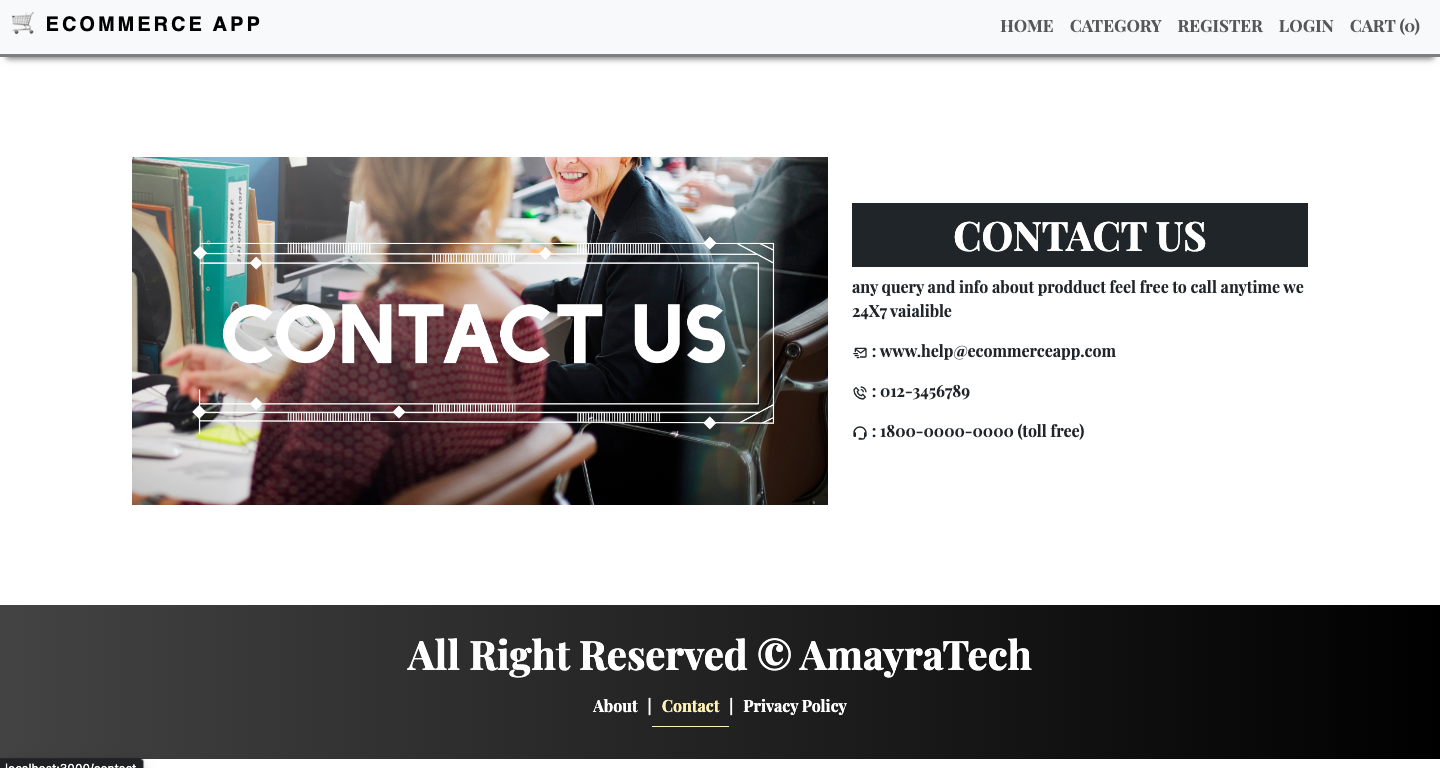 🛒 ECOMMERCE APP
HOME CATEGORY REGISTER LOGIN CART (0)
CUSTOMER INFORMATION
CONTACT US
CONTACT US
any query and info about prodduct feel free to call anytime we
24X7 vaialible
: www.help@ecommerceapp.com
: 012-3456789
: 1800-0000-0000 (toll free)
All Right Reserved © AmayraTech
About | Contact | Privacy Policy
localhost:3000/contact